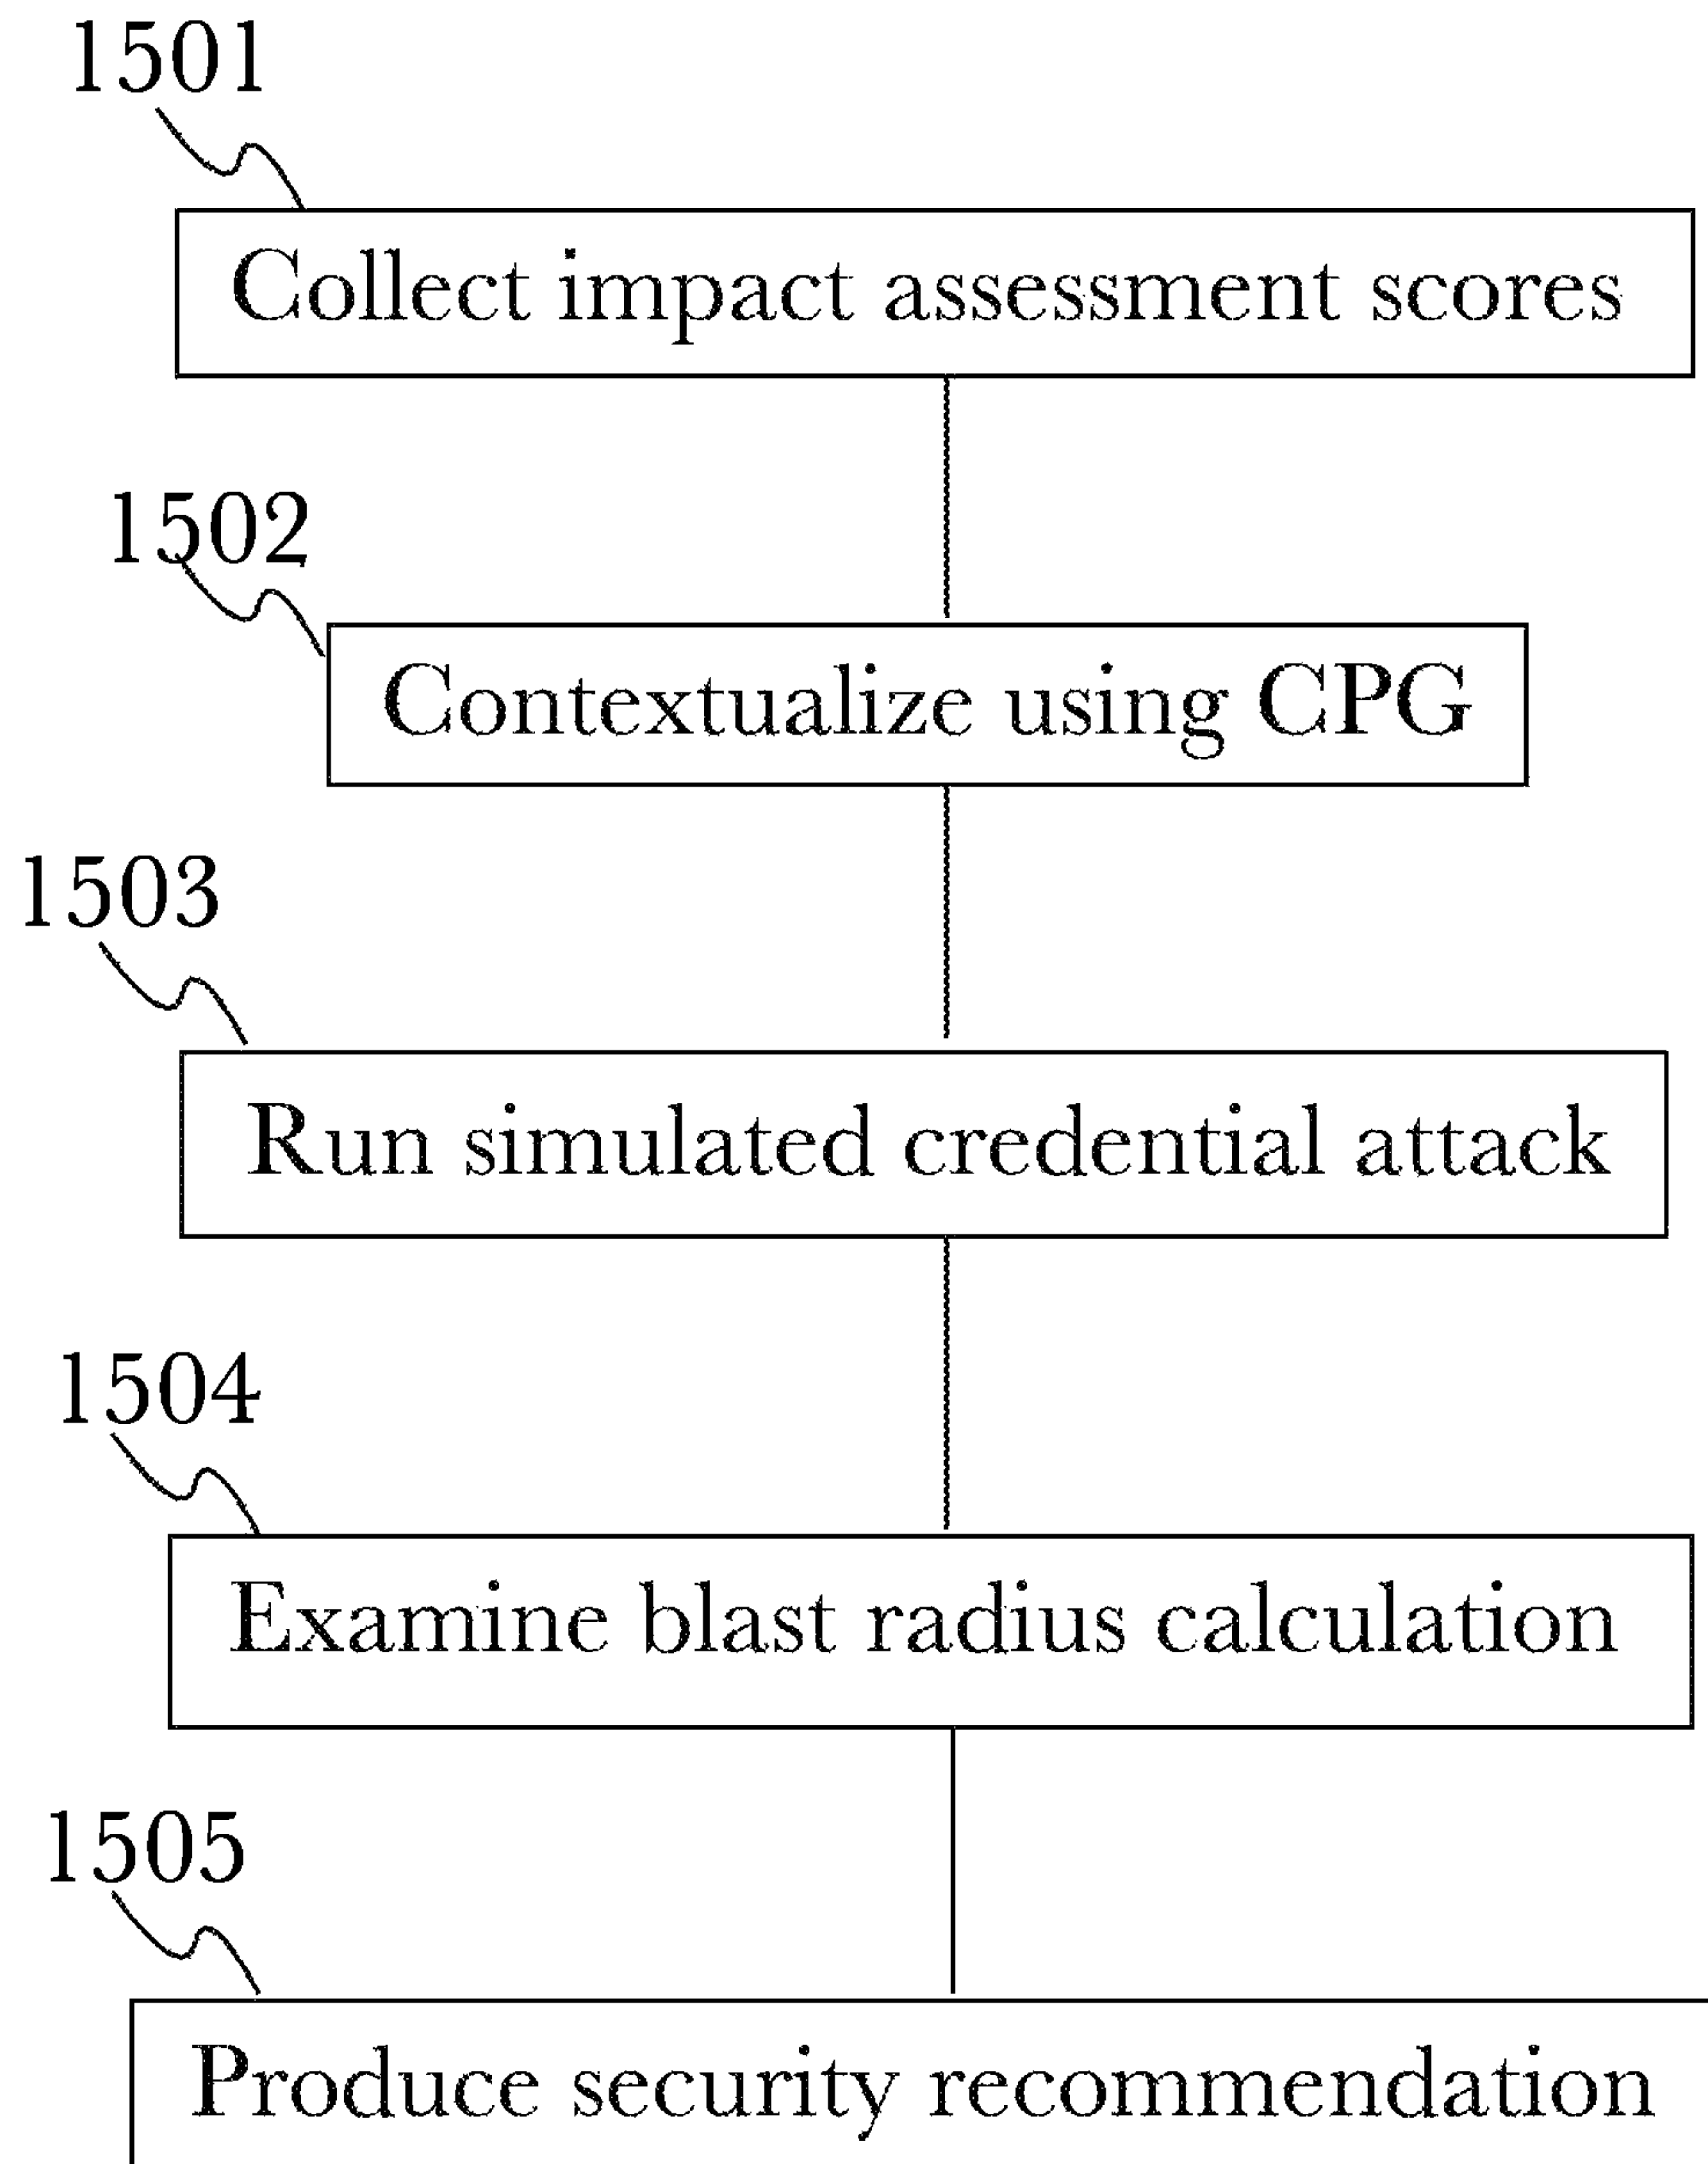 1501
Collect impact assessment scores
1502
Contextualize using CPG
1503
Run simulated credential attack
1504
Examine blast radius calculation
1505
Produce security recommendation